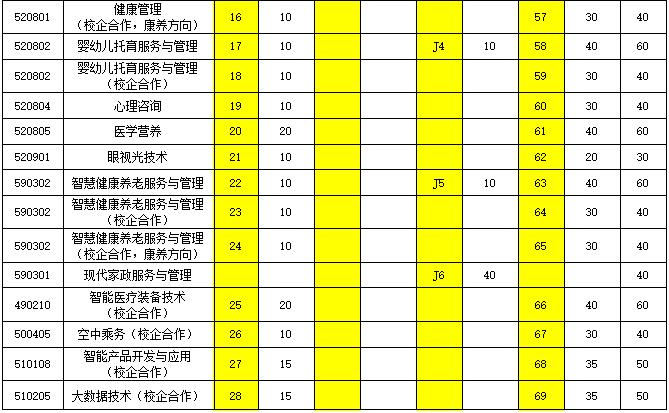 520801 健康管理 16 10 57 30 40
（校企合作，康养方向）
520802 婴幼儿托育服务与管理 17 10 J4 10 58 40 60
520802 婴幼儿托育服务与管理 18 10 59 30 40
（校企合作）
520804 心理咨询 19 10 60 30 40
520805 医学营养 20 20 61 40 60
520901 眼视光技术 21 10 62 20 30
590302 智慧健康养老服务与管理 22 10 J5 10 63 40 60
590302 智慧健康养老服务与管理 23 10 64 30 40
（校企合作）
590302 智慧健康养老服务与管理 24 10 65 30 40
（校企合作，康养方向）
590301 现代家政服务与管理 J6 40 40
490210 智能医疗装备技术 25 20 66 40 60
（校企合作）
500405 空中乘务（校企合作） 26 10 67 30 40
510108 智能产品开发与应用 27 15 68 35 50
（校企合作）
510205 大数据技术（校企合作） 28 15 69 35 50